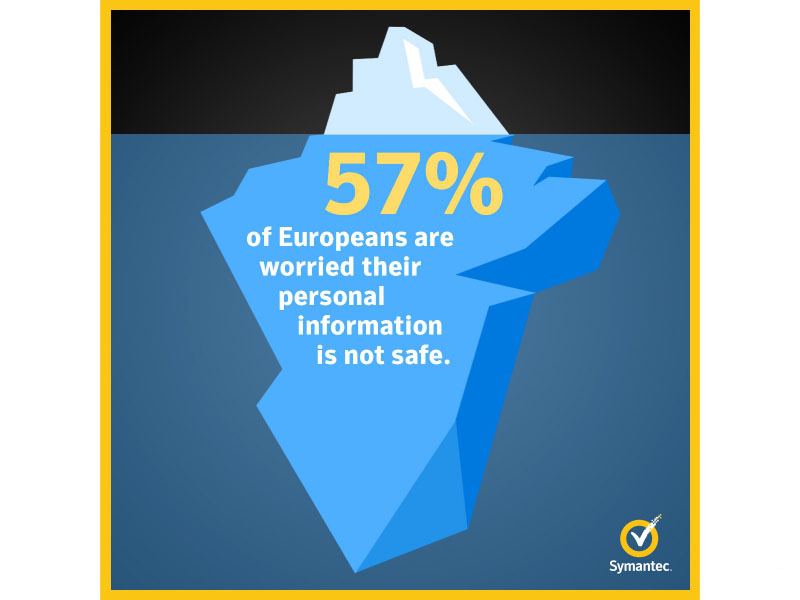 57%
of Europeans are
worried their
personal
information
is not safe.
Symantec.